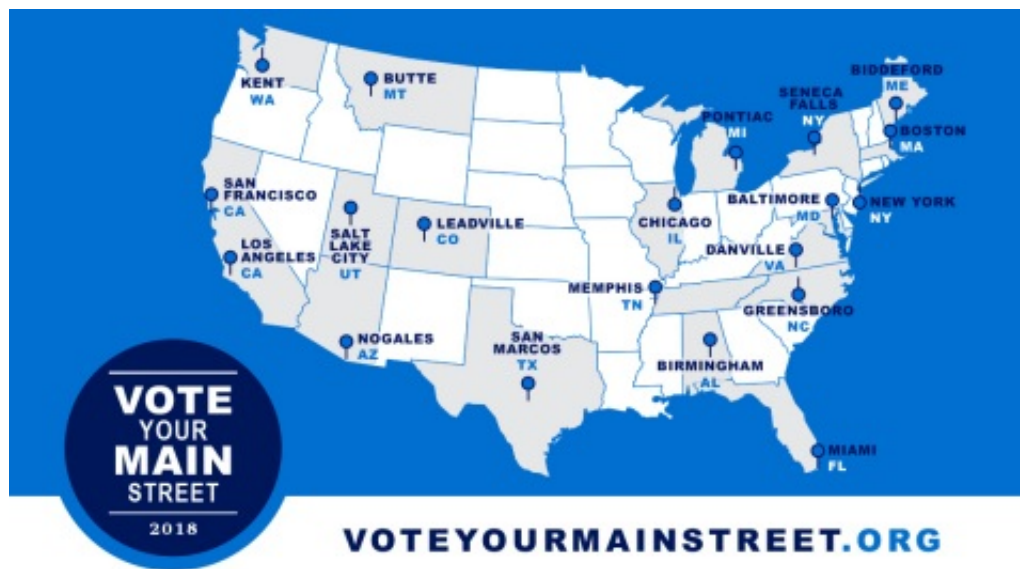 BIDDEFORD
ME
KENT
WA
BUTTE
MT
SENECA
FALLS
NY
PONTIAC
MI
BOSTON
MA
SAN
FRANCISCO
CA
SALT
LAKE
CITY
UT
LEADVILLE
CO
CHICAGO
IL
BALTIMORE
MD
NEW YORK
NY
LOS
ANGELES
CA
DANVILLE
VA
MEMPHIS
TN
GREENSBORO
NC
NOGALES
AZ
SAN
MARCOS
TX
BIRMINGHAM
AL
MIAMI
FL
VOTE
YOUR
MAIN
STREET
2018
VOTEYOURMAINSTREET.ORG